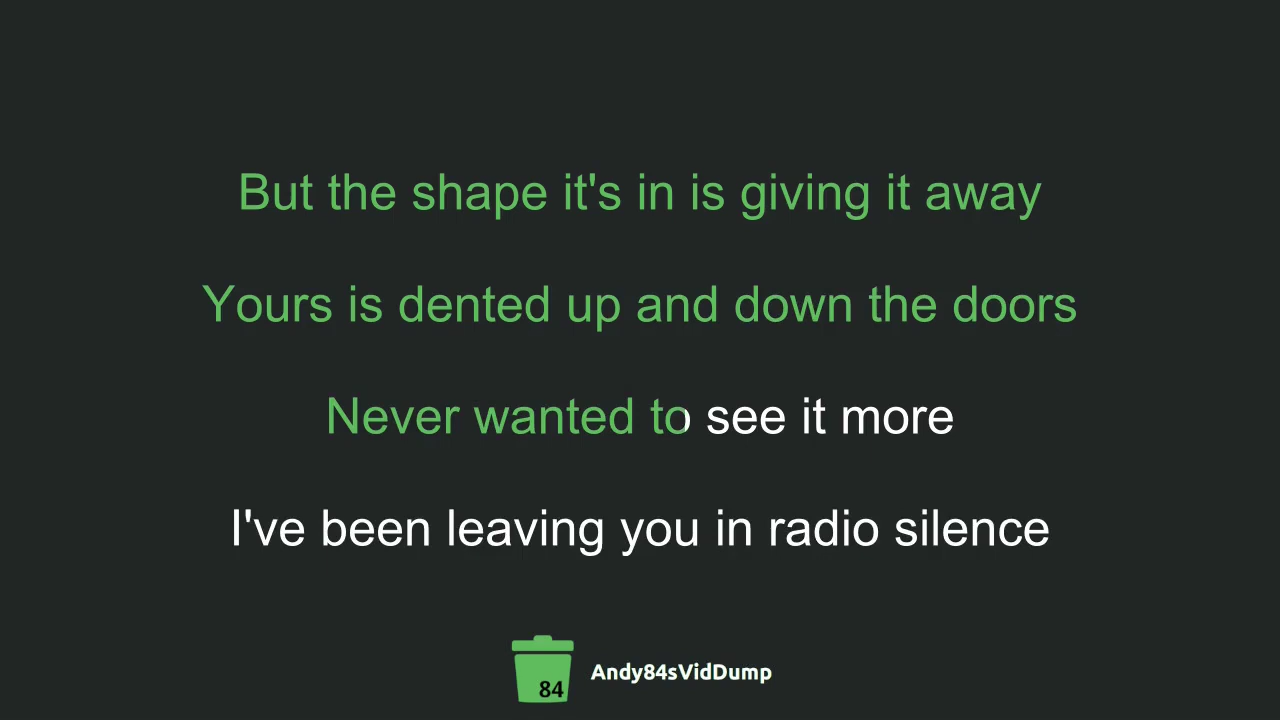 But the shape it's in is giving it away
Yours is dented up and down the doors
Never wanted to see it more
I've been leaving you in radio silence
84
Andy84sVidDump